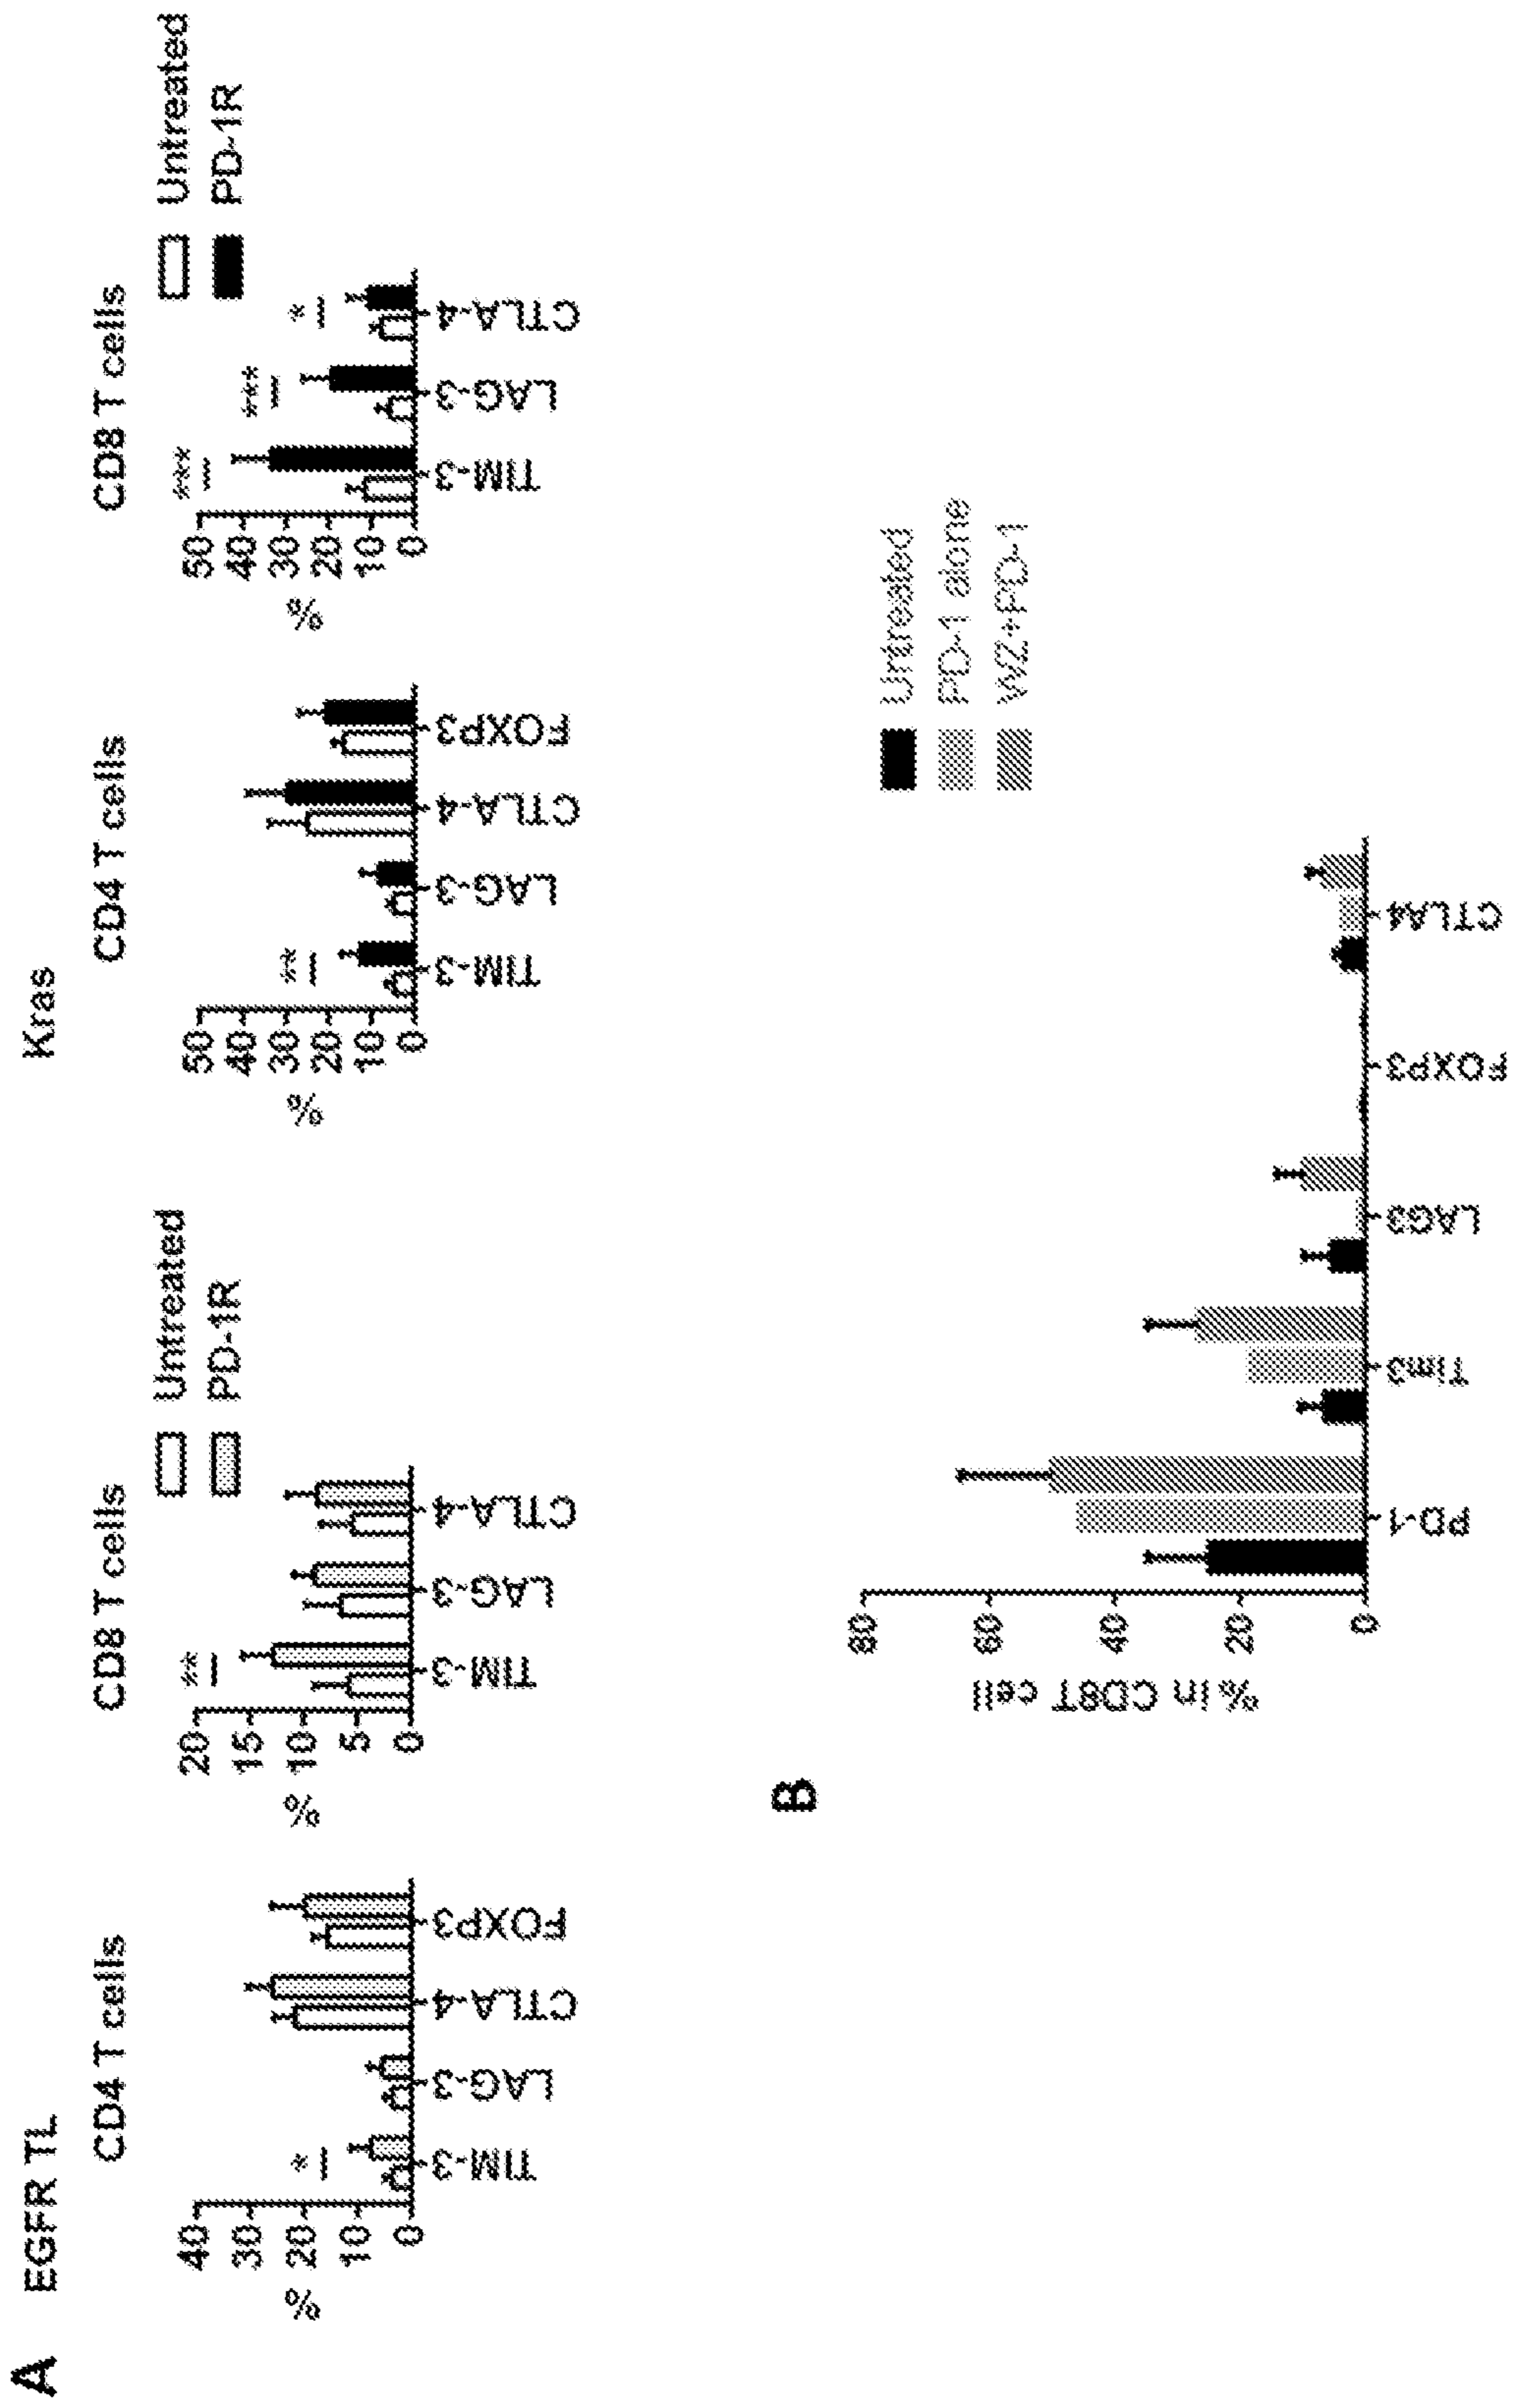 A EGFR TL
Kras
CD4 T cells
%
40
30
20
10
0
TIM-3
LAG-3
CTLA-4
FOXP3
*
CD8 T cells
%
20
15
10
5
0
TIM-3
LAG-3
CTLA-4
**
Untreated
PD-1R
CD4 T cells
%
50
40
30
20
10
0
TIM-3
LAG-3
CTLA-4
FOXP3
**
CD8 T cells
%
50
40
30
20
10
0
TIM-3
LAG-3
CTLA-4
***
***
*
Untreated
PD-1R
B
% in CD8T cell
80
60
40
20
0
PD-1
Tim3
LAG3
FOXP3
CTLA4
Untreated
PD-1 alone
WZ+PD-1